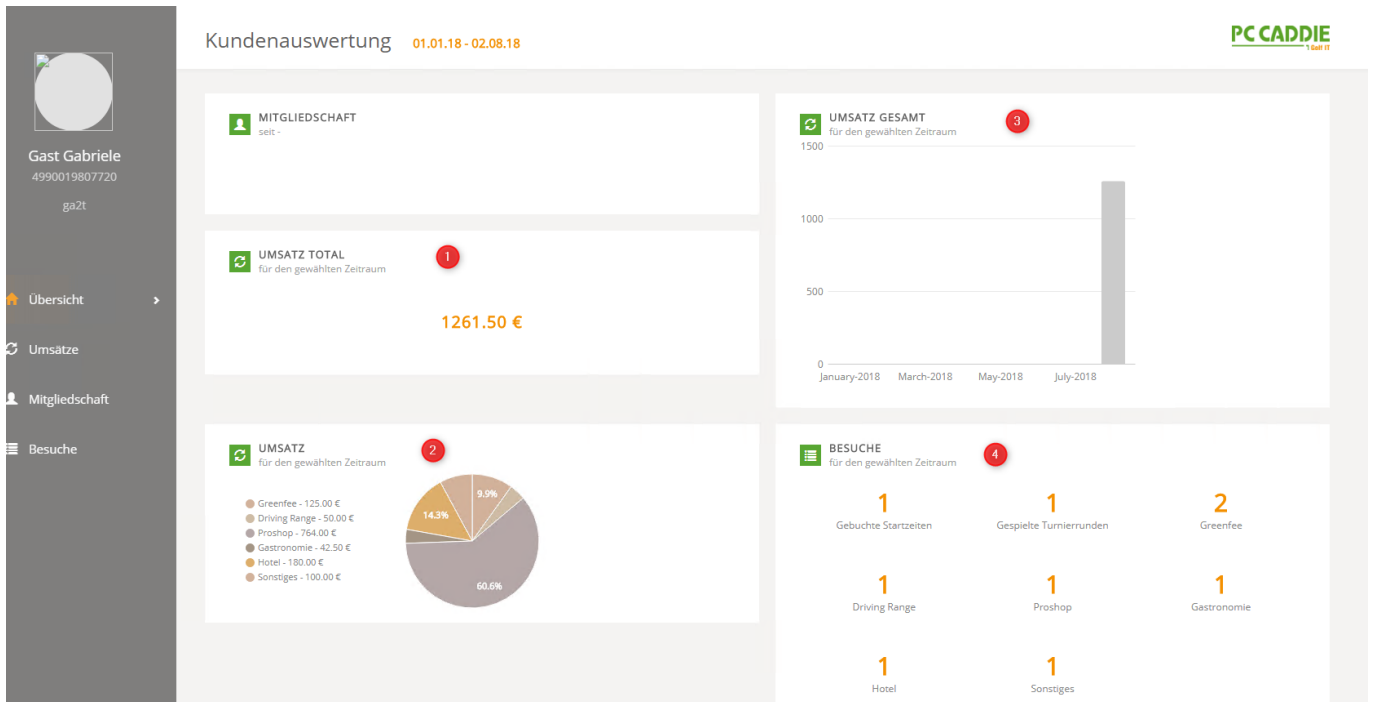 Gast Gabriele
4990019807720
ga2t
Übersicht
Umsätze
Mitgliedschaft
Besuche
Kundenauswertung 01.01.18 - 02.08.18
PC CADDIE
Golf IT
MITGLIEDSCHAFT
seit -
UMSATZ TOTAL
für den gewählten Zeitraum
1
1261.50 €
UMSATZ
für den gewählten Zeitraum
2
Greenfee - 125.00 €
Driving Range - 50.00 €
Proshop - 764.00 €
Gastronomie - 42.50 €
Hotel - 180.00 €
Sonstiges - 100.00 €
9.9%
14.3%
60.6%
UMSATZ GESAMT
für den gewählten Zeitraum
3
1500
1000
500
0
January-2018 March-2018 May-2018 July-2018
BESUCHE
für den gewählten Zeitraum
4
1 1 2
Gebuchte Startzeiten Gespielte Turnierrunden Greenfee
1 1 1
Driving Range Proshop Gastronomie
1 1
Hotel Sonstiges